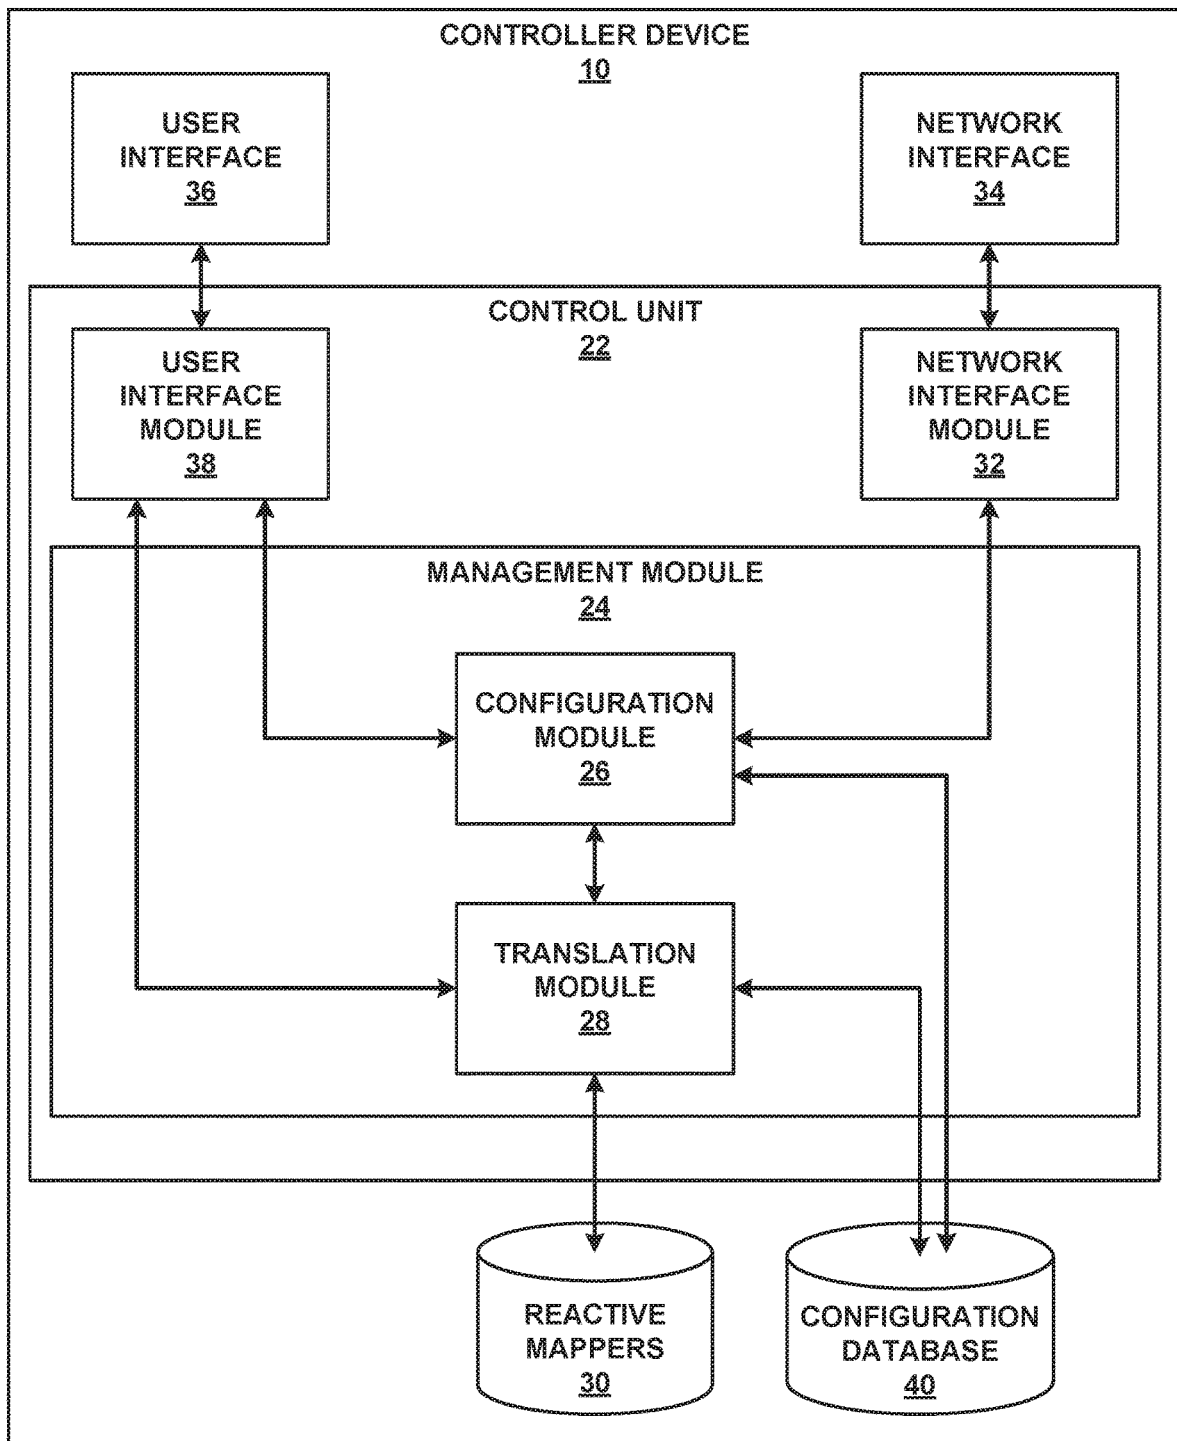 CONTROLLER DEVICE
10
USER
INTERFACE
36
NETWORK
INTERFACE
34
CONTROL UNIT
22
USER
INTERFACE
MODULE
38
NETWORK
INTERFACE
MODULE
32
MANAGEMENT MODULE
24
CONFIGURATION
MODULE
26
TRANSLATION
MODULE
28
REACTIVE
MAPPERS
30
CONFIGURATION
DATABASE
40